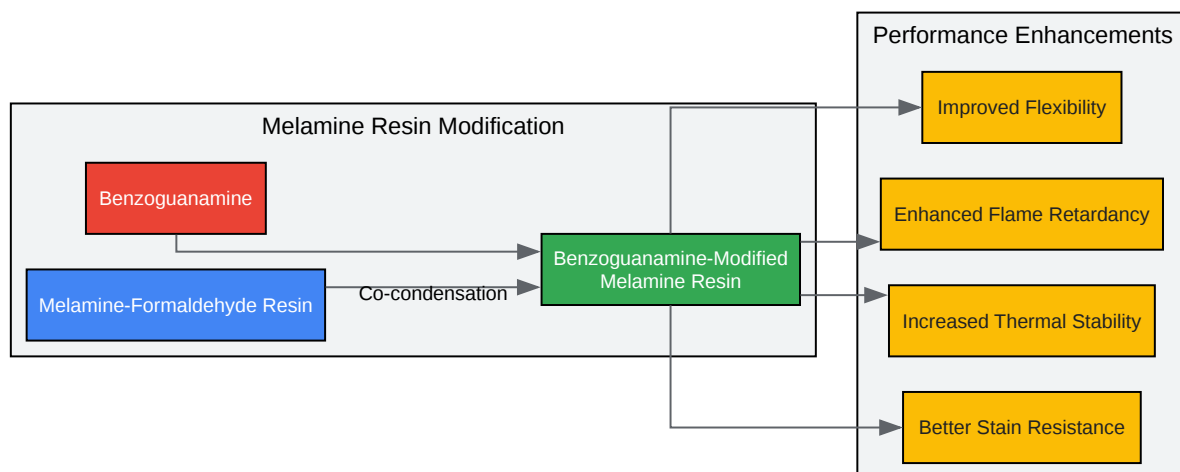 Melamine Resin Modification
Benzoguanamine
Melamine-Formaldehyde Resin
Co-condensation
Benzoguanamine-Modified
Melamine Resin
Performance Enhancements
Improved Flexibility
Enhanced Flame Retardancy
Increased Thermal Stability
Better Stain Resistance